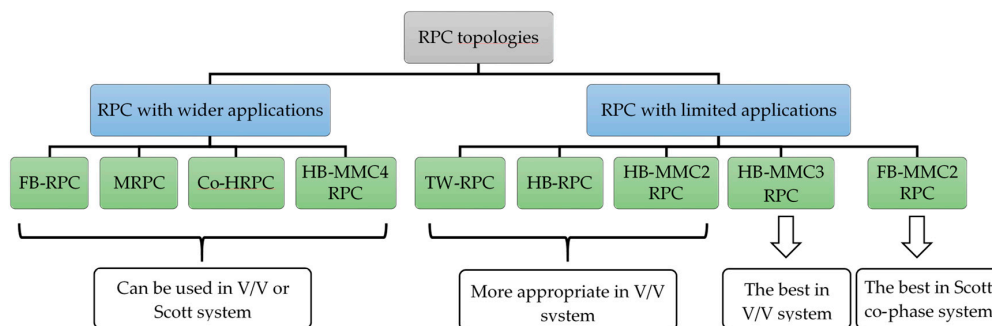 RPC topologies
RPC with wider applications
RPC with limited applications
FB-RPC
MRPC
Co-HRPC
HB-MMC4
RPC
TW-RPC
HB-RPC
HB-MMC2
RPC
HB-MMC3
RPC
FB-MMC2
RPC
Can be used in V/V or
Scott system
More appropriate in V/V
system
The best in
V/V system
The best in Scott
co-phase system